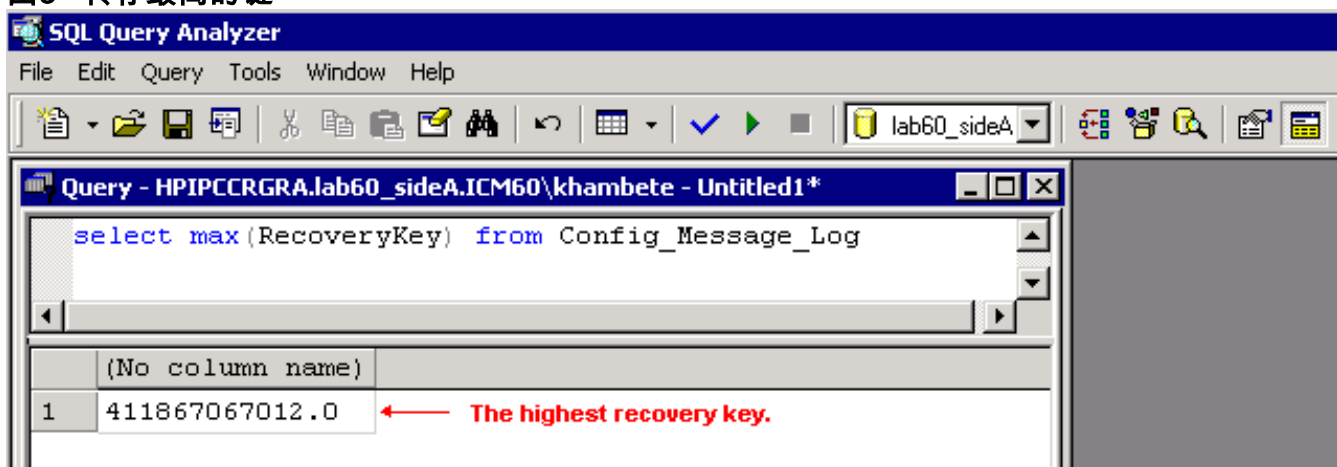 SQL Query Analyzer
File Edit Query Tools Window Help
lab60_sideA
Query - HPIPCCRGRA.lab60_sideA.ICM60\khambete - Untitled1*
select max(RecoveryKey) from Config_Message_Log
(No column name)
1 411867067012.0 The highest recovery key.